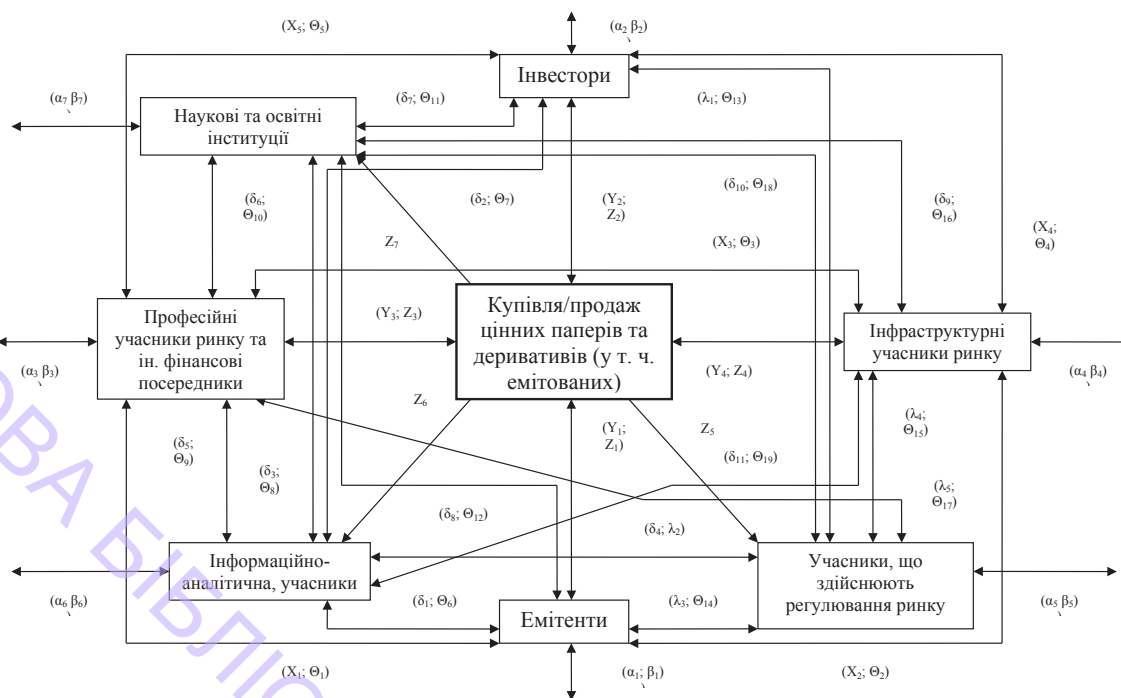 (X₅; Θ₅)
(α₂ β₂
)
Інвестори
(α₇ β₇
)
(δ₇; Θ₁₁)
(λ₁; Θ₁₃)
Наукові та освітні
інституції
(δ₆;
Θ₁₀)
(δ₂; Θ₇)
(Y₂;
Z₂)
(δ₁₀; Θ₁₈)
(δ₉;
Θ₁₆)
(X₄;
Θ₄)
Z₇
(X₃; Θ₃)
Професійні
учасники ринку та
ін. фінансові
посередники
(Y₃; Z₃)
Купівля/продаж
цінних паперів та
деривативів (у т. ч.
емітованих)
Інфраструктурні
учасники ринку
(α₃ β₃
)
(Y₄; Z₄)
(α₄ β₄
)
Z₆
(Y₁;
Z₁)
Z₅
(λ₄;
Θ₁₅)
(δ₅;
Θ₉)
(δ₃;
Θ₈)
(δ₁₁; Θ₁₉)
(λ₅;
Θ₁₇)
(δ₈; Θ₁₂)
(δ₄; λ₂)
Інформаційно-
аналітична, учасники
Учасники, що
здійснюють
регулювання ринку
(α₆ β₆
)
(δ₁; Θ₆)
(λ₃; Θ₁₄)
(α₅ β₅
)
Емітенти
(X₁; Θ₁)
(α₁; β₁
)
(X₂; Θ₂)
ОВА БІБЛІО